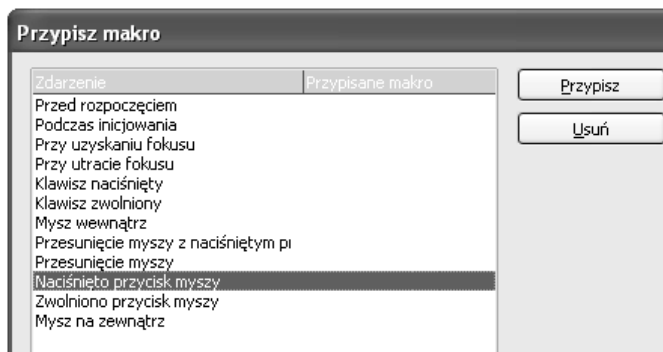 Przypisz makro
Zdarzenie Przypisane makro
Przypisz
Przed rozpoczęciem
Podczas inicjowania
Usuń
Przy uzyskaniu fokusu
Przy utracie fokusu
Klawisz naciśnięty
Klawisz zwolniony
Mysz wewnątrz
Przesunięcie myszy z naciśniętym
Przesunięcie myszy
Naciśnięto przycisk myszy
Zwolniono przycisk myszy
Mysz na zewnątrz